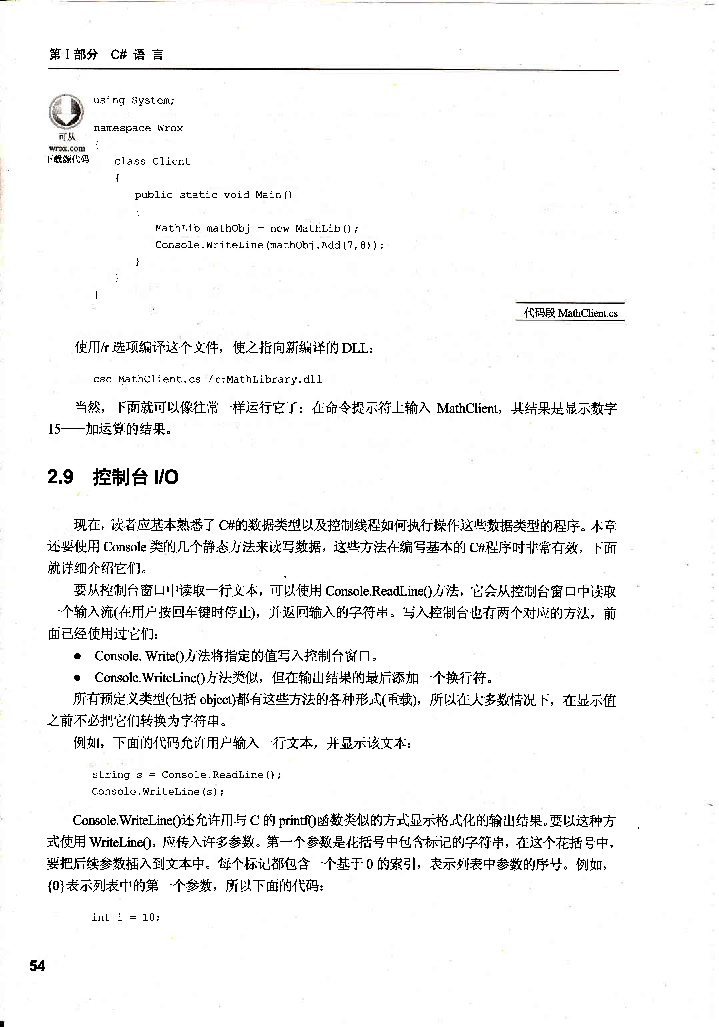 第 I 部分 C# 语 言
using System;
namespace Wrox
{
可从
wrox.com
下载源代码
class Client
{
public static void Main()
{
MathLib mathObj = new MathLib();
Console.WriteLine(mathObj.Add(7,8));
}
}
}
代码段 MathClient.cs
使用/r 选项编译这个文件，使之指向新编译的 DLL：
csc MathClient.cs /r:MathLibrary.dll
当然，下面就可以像往常一样运行它了：在命令提示符上输入 MathClient，其结果是显示数字
15——加运算的结果。
2.9 控制台 I/O
现在，读者应基本熟悉了 C#的数据类型以及控制线程如何执行操作这些数据类型的程序。本章
还要使用 Console 类的几个静态方法来读写数据，这些方法在编写基本的 C#程序时非常有效，下面
就详细介绍它们。
要从控制台窗口中读取一行文本，可以使用 Console.ReadLine()方法，它会从控制台窗口中读取
一个输入流(在用户按回车键时停止)，并返回输入的字符串。写入控制台也有两个对应的方法，前
面已经使用过它们：
● Console. Write()方法将指定的值写入控制台窗口。
● Console.WriteLine()方法类似，但在输出结果的最后添加一个换行符。
所有预定义类型(包括 object)都有这些方法的各种形式(重载)，所以在大多数情况下，在显示值
之前不必把它们转换为字符串。
例如，下面的代码允许用户输入一行文本，并显示该文本：
string s = Console.ReadLine();
Console.WriteLine(s);
Console.WriteLine()还允许用与 C 的 printf()函数类似的方式显示格式化的输出结果。要以这种方
式使用 WriteLine()，应传入许多参数。第一个参数是花括号中包含标记的字符串，在这个花括号中，
要把后续参数插入到文本中。每个标记都包含一个基于 0 的索引，表示列表中参数的序号。例如，
{0}表示列表中的第一个参数，所以下面的代码：
int i = 10;
54